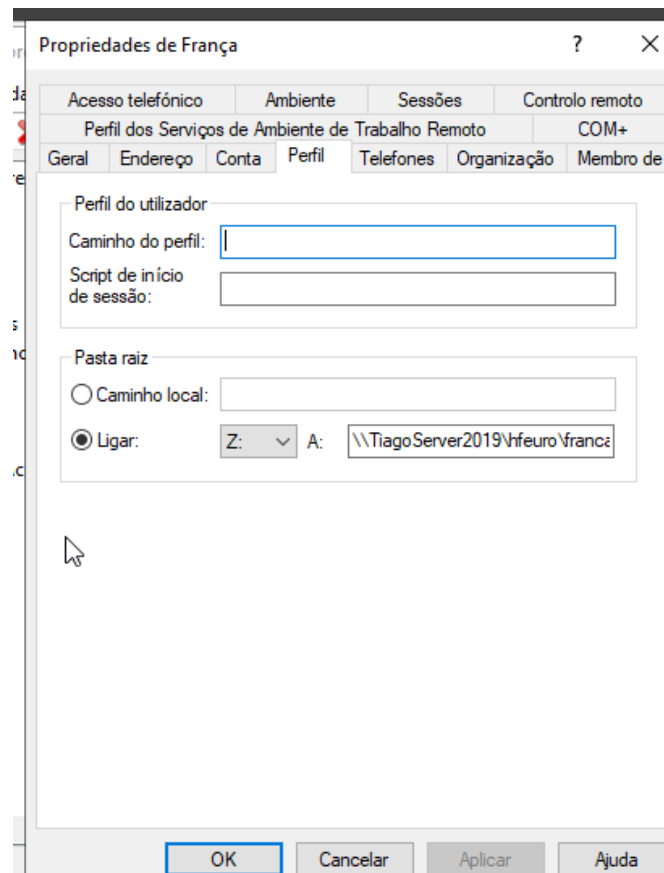 Propriedades de França ? ×
Acesso telefónico Ambiente Sessões Controlo remoto
Perfil dos Serviços de Ambiente de Trabalho Remoto COM+
Geral Endereço Conta Perfil Telefones Organização Membro de
Perfil do utilizador
Caminho do perfil:
Script de início
de sessão:
Pasta raiz
Caminho local:
Ligar: Z: A: \\TiagoServer2019\hfeuro\franca
OK Cancelar Aplicar Ajuda